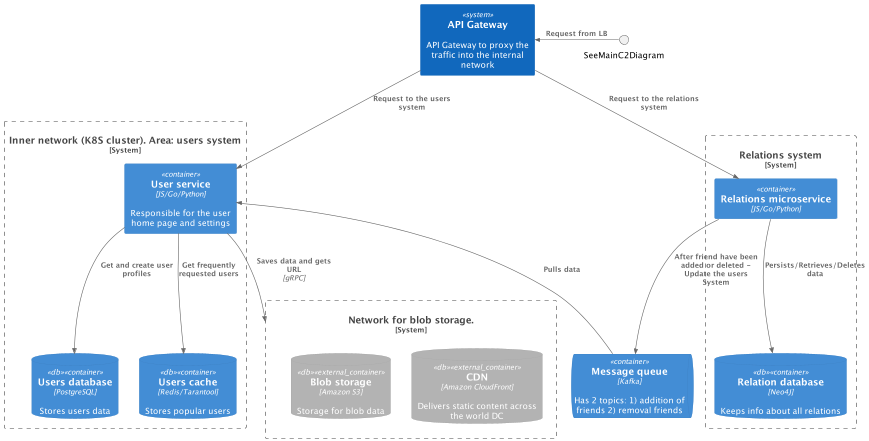 «system»
API Gateway
API Gateway to proxy the
traffic into the internal
network
Request from LB
SeeMainC2Diagram
Request to the users
system
Request to the relations
system
Inner network (K8S cluster). Area: users system
[System]
«container»
User service
[JS/Go/Python]
Responsible for the user
home page and settings
Relations system
[System]
«container»
Relations microservice
[JS/Go/Python]
Get and create user
profiles
Get frequently
requested users
Saves data and gets
URL
[gRPC]
Pulls data
After friend have been
added or deleted -
Update the users
System
Persists/Retrieves/Deletes
data
Network for blob storage.
[System]
«db»«container»
Users database
[PostgreSQL]
Stores users data
«db»«container»
Users cache
[Redis/Tarantool]
Stores popular users
«db»«external_container»
Blob storage
[Amazon S3]
Storage for blob data
«db»«external_container»
CDN
[Amazon CloudFront]
Delivers static content across
the world DC
«container»
Message queue
[Kafka]
Has 2 topics: 1) addition of
friends 2) removal friends
«db»«container»
Relation database
[Neo4J]
Keeps info about all relations